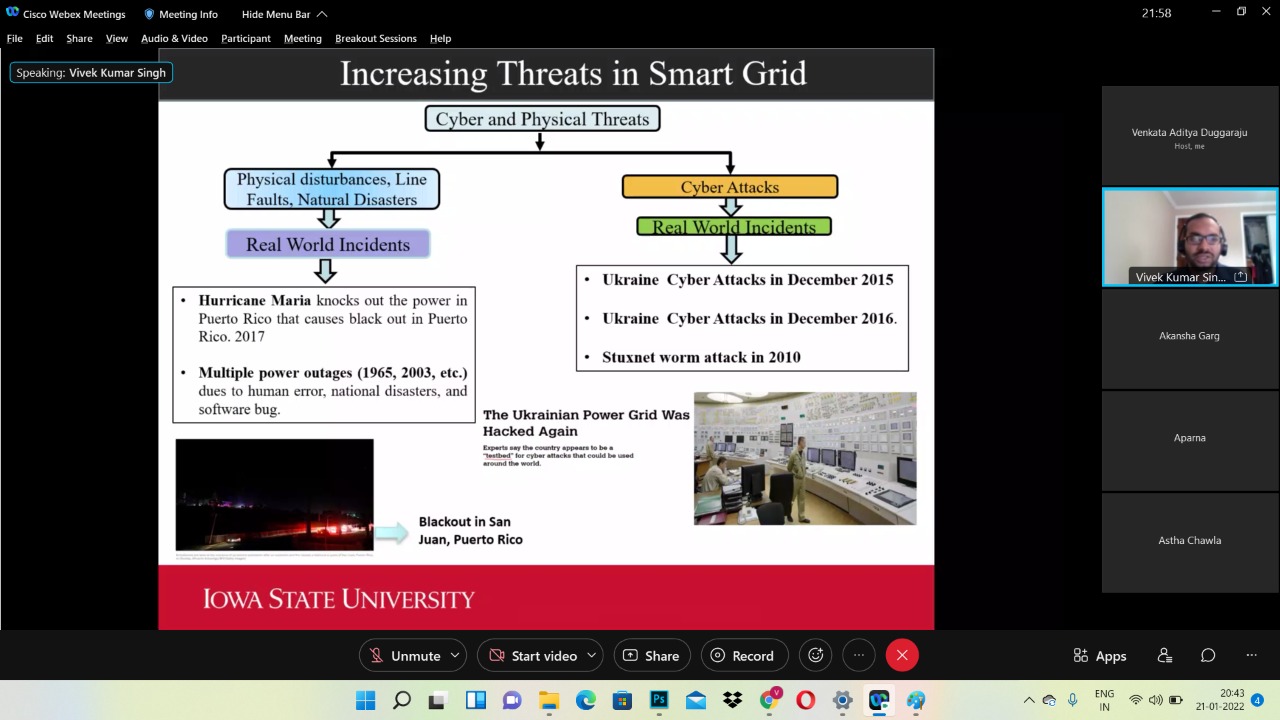 Cisco Webex Meetings
Meeting Info
Hide Menu Bar
21:58
File Edit Share View Audio & Video Participant Meeting Breakout Sessions Help
Speaking: Vivek Kumar Singh
Increasing Threats in Smart Grid
Cyber and Physical Threats
Physical disturbances, Line
Faults, Natural Disasters
Real World Incidents
• Hurricane Maria knocks out the power in
Puerto Rico that causes black out in Puerto
Rico. 2017
• Multiple power outages (1965, 2003, etc.)
dues to human error, national disasters, and
software bug.
Cyber Attacks
Real World Incidents
• Ukraine Cyber Attacks in December 2015
• Ukraine Cyber Attacks in December 2016.
• Stuxnet worm attack in 2010
The Ukrainian Power Grid Was
Hacked Again
Experts say the country appears to be a
"testbed" for cyber attacks that could be used
around the world.
Blackout in San
Juan, Puerto Rico
IOWA STATE UNIVERSITY
Venkata Aditya Duggaraju
Host, me
Vivek Kumar Sin...
Akansha Garg
Aparna
Astha Chawla
Unmute
Start video
Share
Record
Apps
Ps
V
ENG
IN
20:43
21-01-2022
4